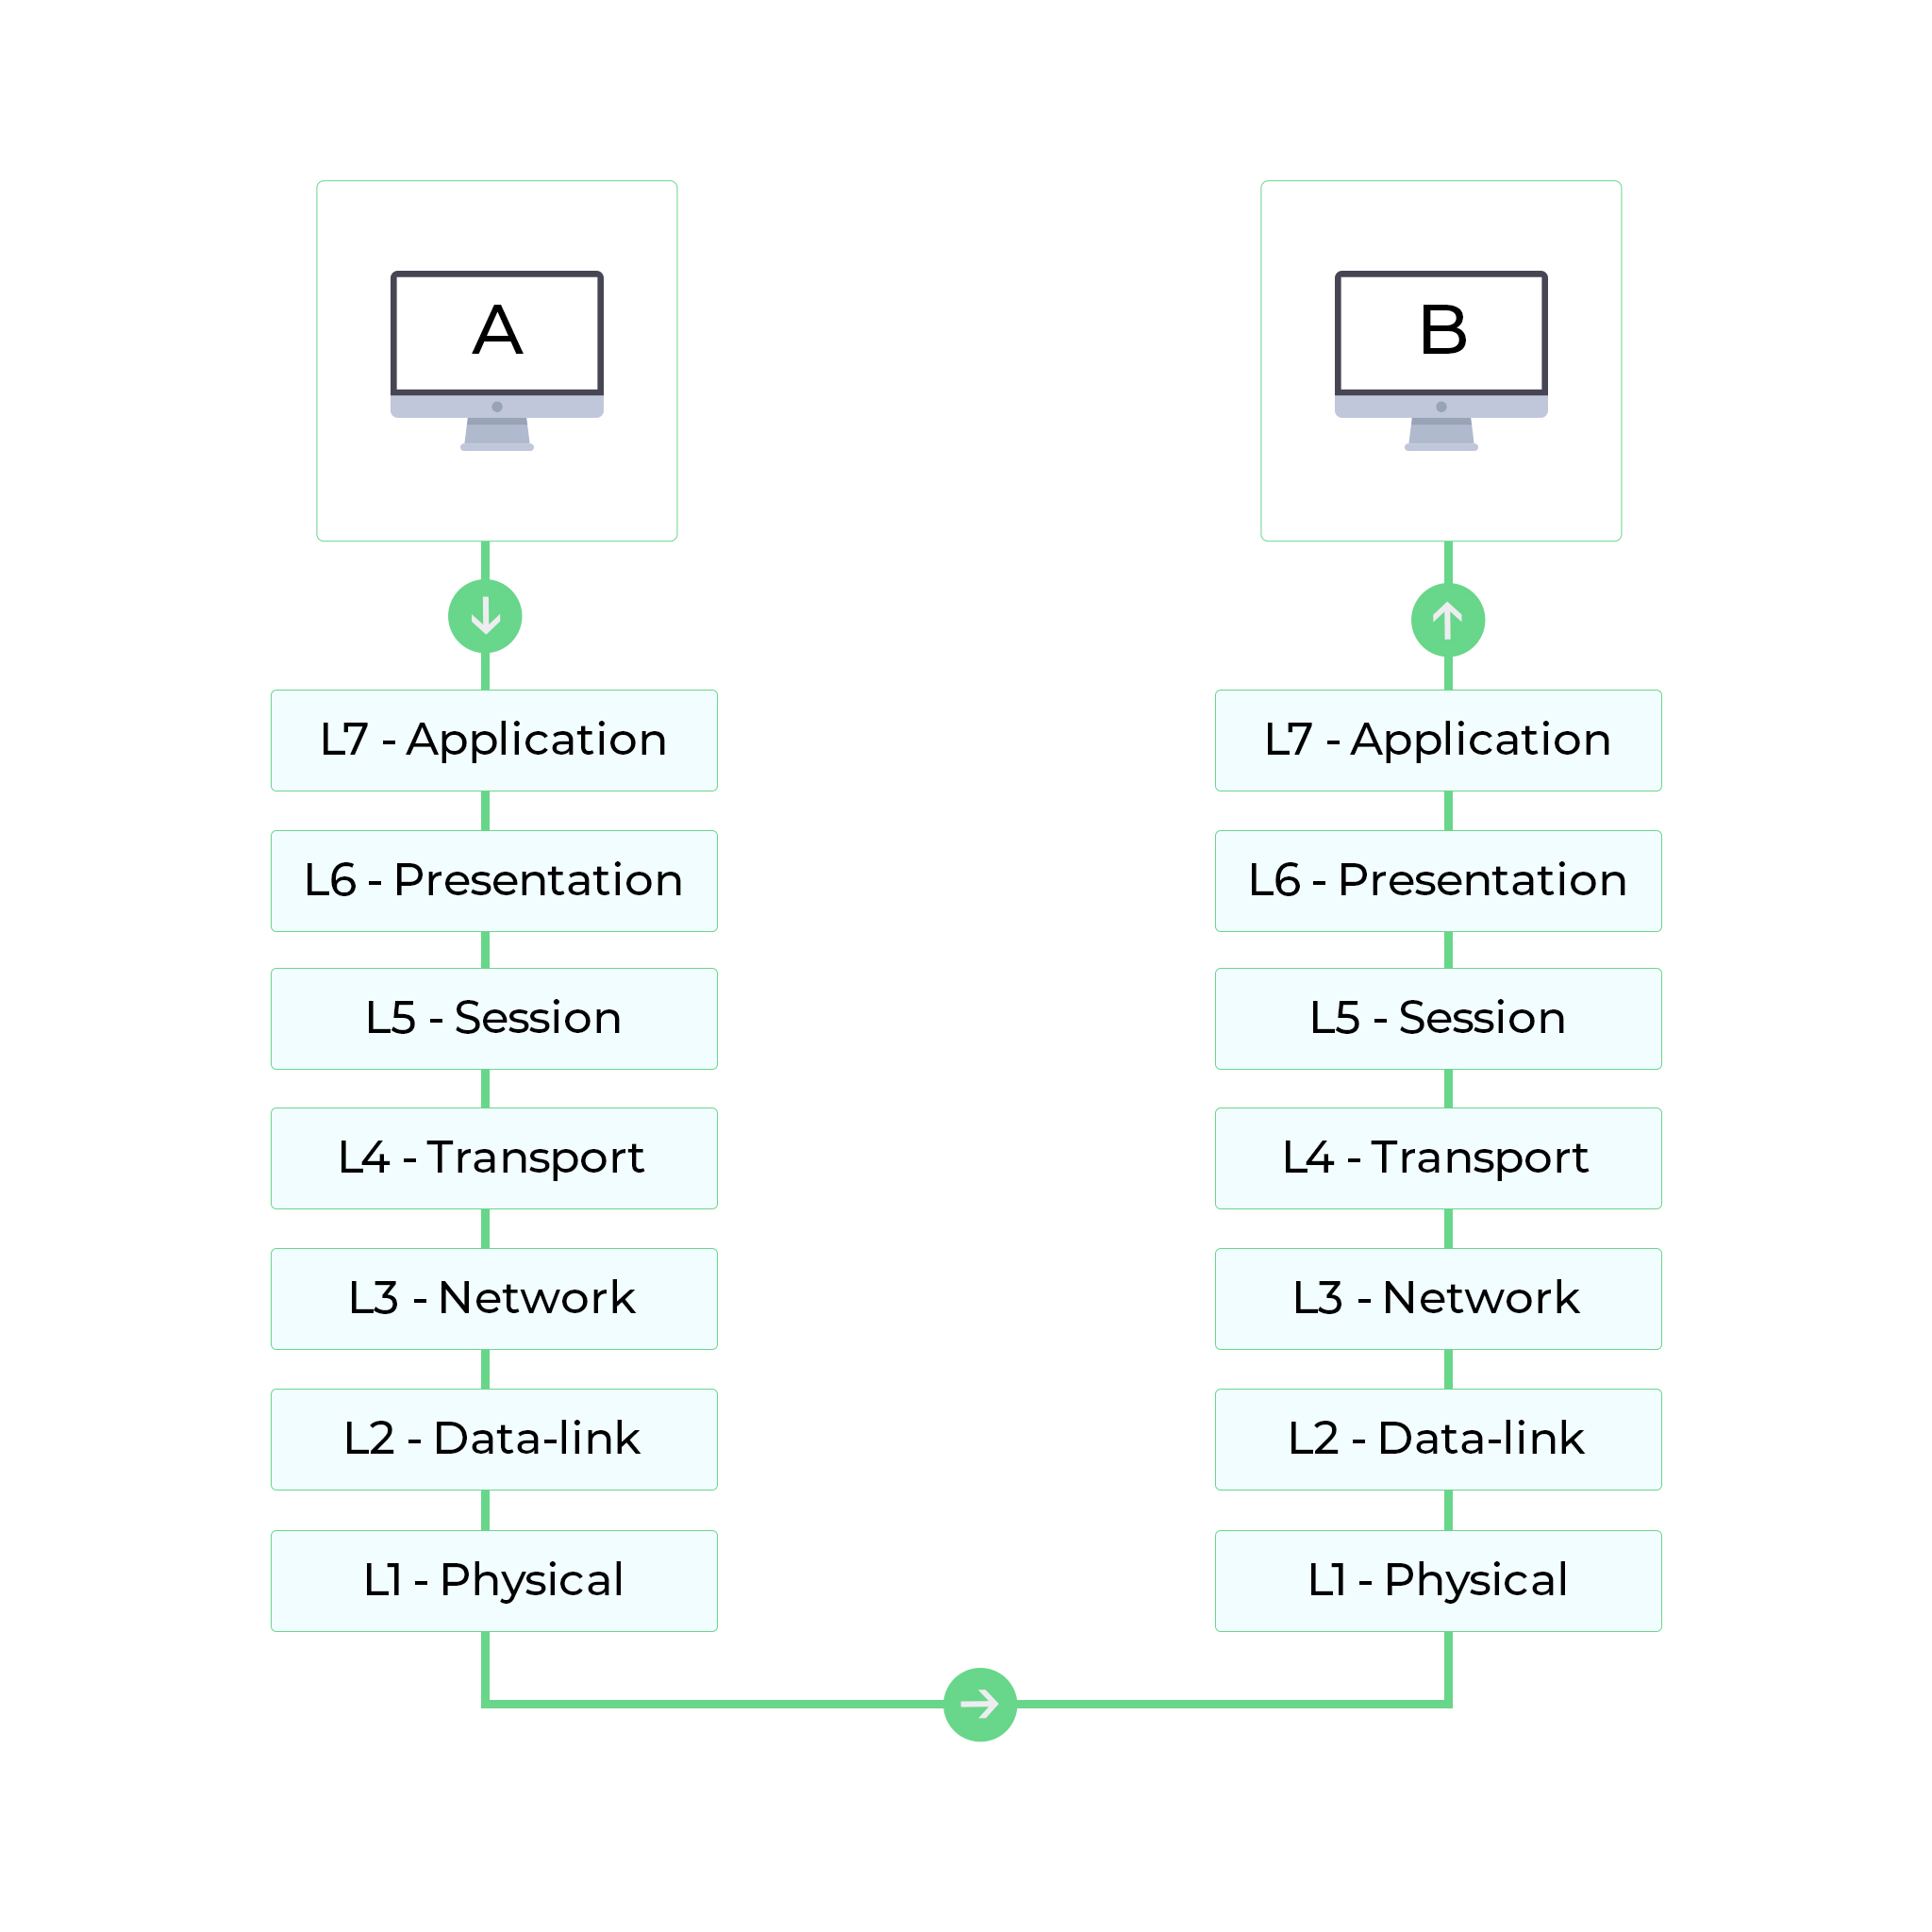 A
L7 - Application
L6 - Presentation
L5 - Session
L4 - Transport
L3 - Network
L2 - Data-link
L1 - Physical
B
L7 - Application
L6 - Presentation
L5 - Session
L4 - Transport
L3 - Network
L2 - Data-link
L1 - Physical